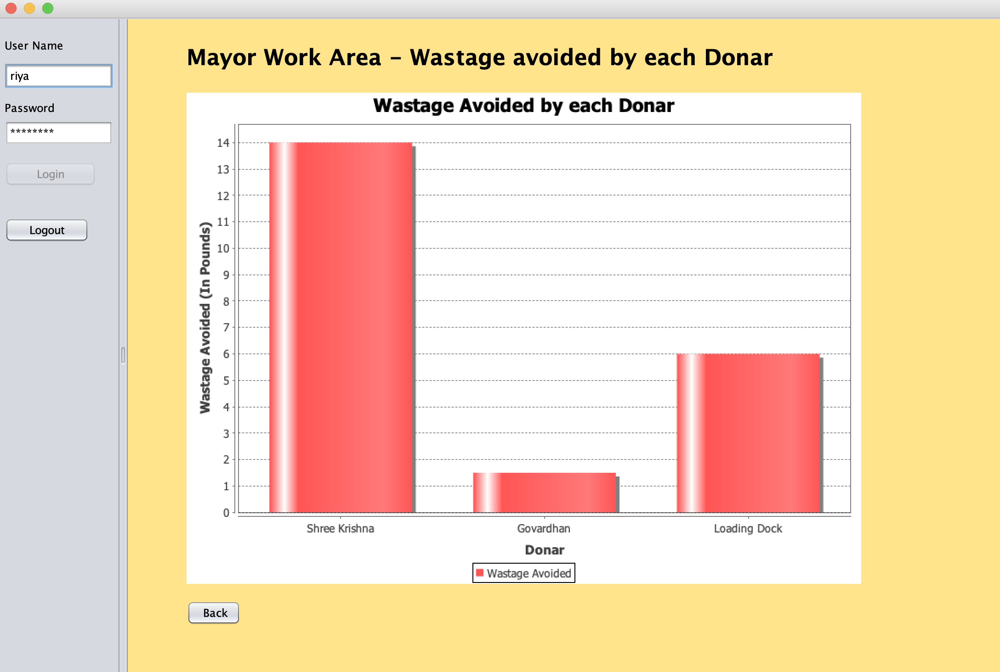 User Name
riya
Password
********
Login
Logout
Mayor Work Area - Wastage avoided by each Donar
Wastage Avoided by each Donar
Wastage Avoided (In Pounds)
14
13
12
11
10
9
8
7
6
5
4
3
2
1
0
Shree Krishna Govardhan Loading Dock
Donar
Wastage Avoided
Back